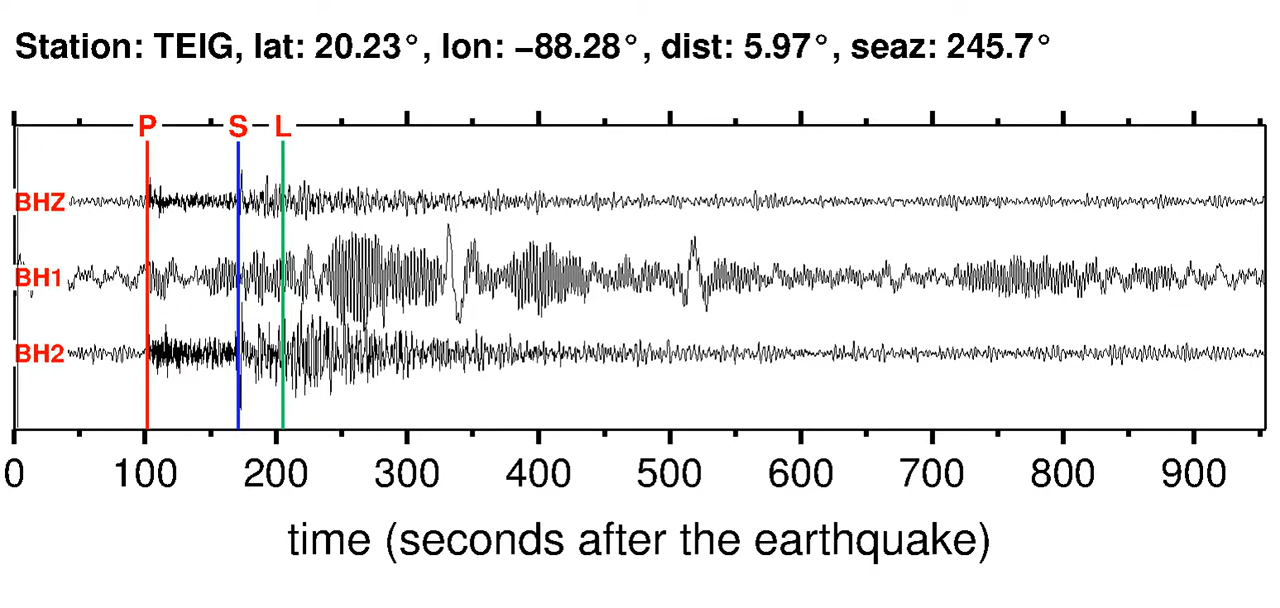 Station: TEIG, lat: 20.23°, lon: −88.28°, dist: 5.97°, seaz: 245.7°
P S L
BHZ
BH1
BH2
0 100 200 300 400 500 600 700 800 900
time (seconds after the earthquake)